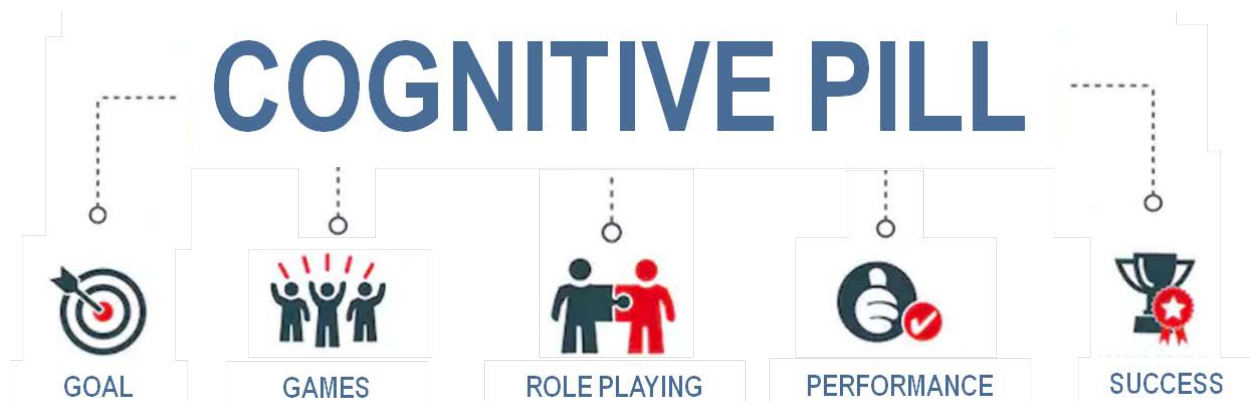 COGNITIVE PILL
GOAL
GAMES
ROLE PLAYING
PERFORMANCE
SUCCESS